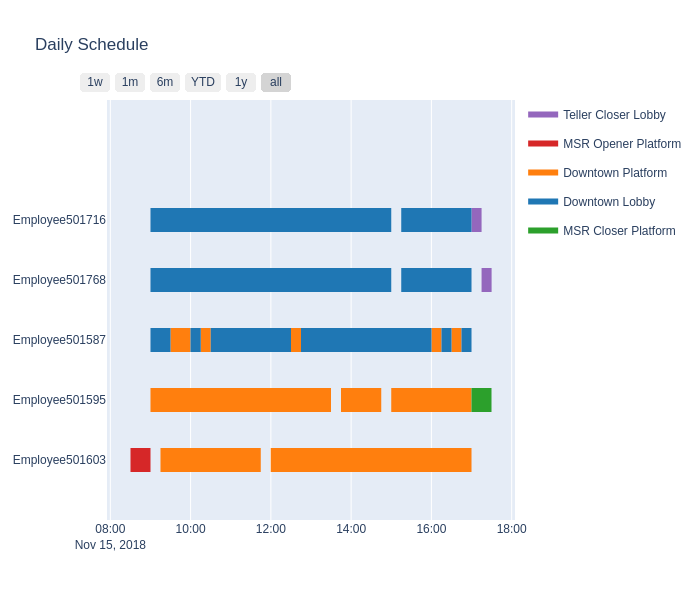 Daily Schedule
1w 1m 6m YTD 1y all
Teller Closer Lobby
MSR Opener Platform
Downtown Platform
Downtown Lobby
MSR Closer Platform
Employee501716
Employee501768
Employee501587
Employee501595
Employee501603
08:00 10:00 12:00 14:00 16:00 18:00
Nov 15, 2018